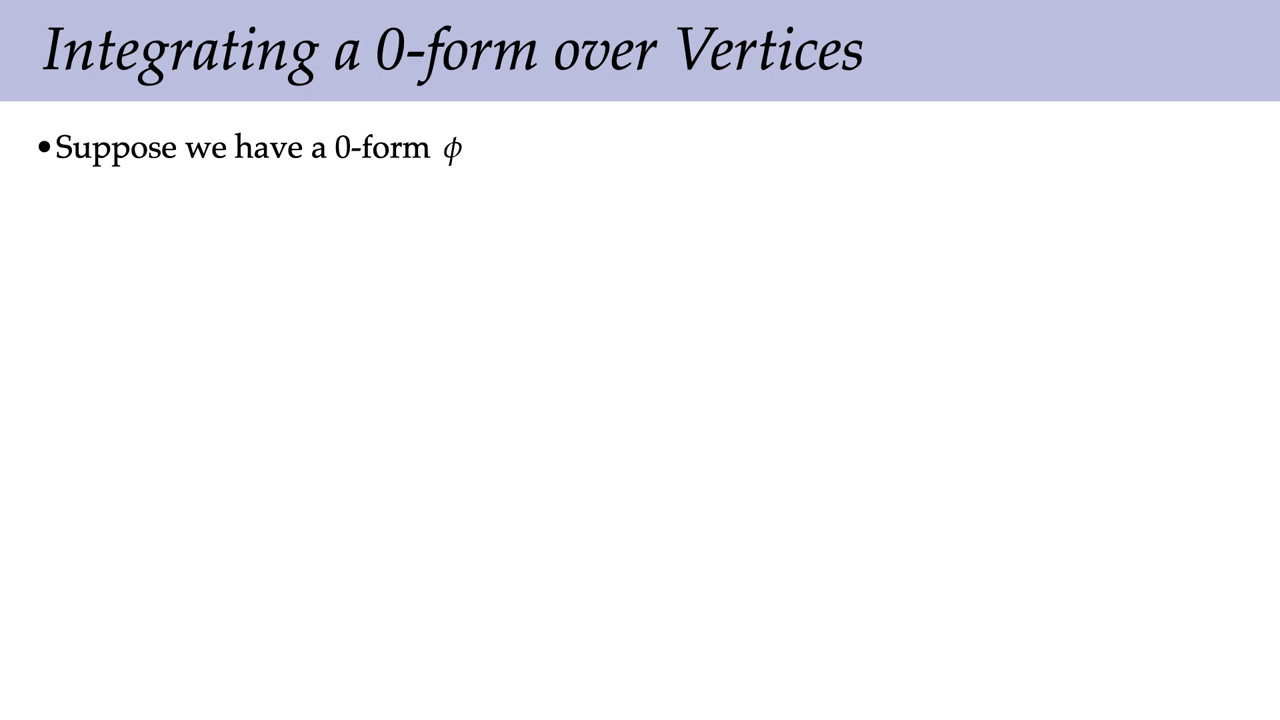 Integrating a 0-form over Vertices
•Suppose we have a 0-form ϕ